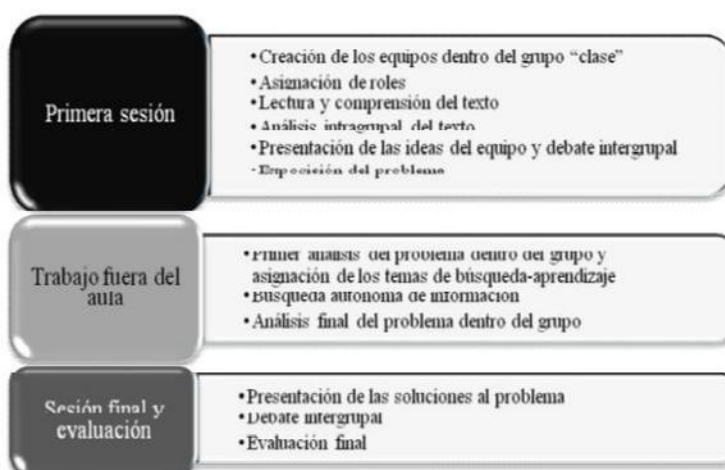 Primera sesión
•Creación de los equipos dentro del grupo “clase”
•Asignación de roles
•Lectura y comprensión del texto
•Análisis intragrupal del texto
•Presentación de las ideas del equipo y debate intergrupal
•Exposición del problema
Trabajo fuera del
aula
•Primer análisis del problema dentro del grupo y
asignación de los temas de búsqueda-aprendizaje
•Búsqueda autónoma de información
•Análisis final del problema dentro del grupo
Sesión final y
evaluación
•Presentación de las soluciones al problema
•Debate intergrupal
•Evaluación final